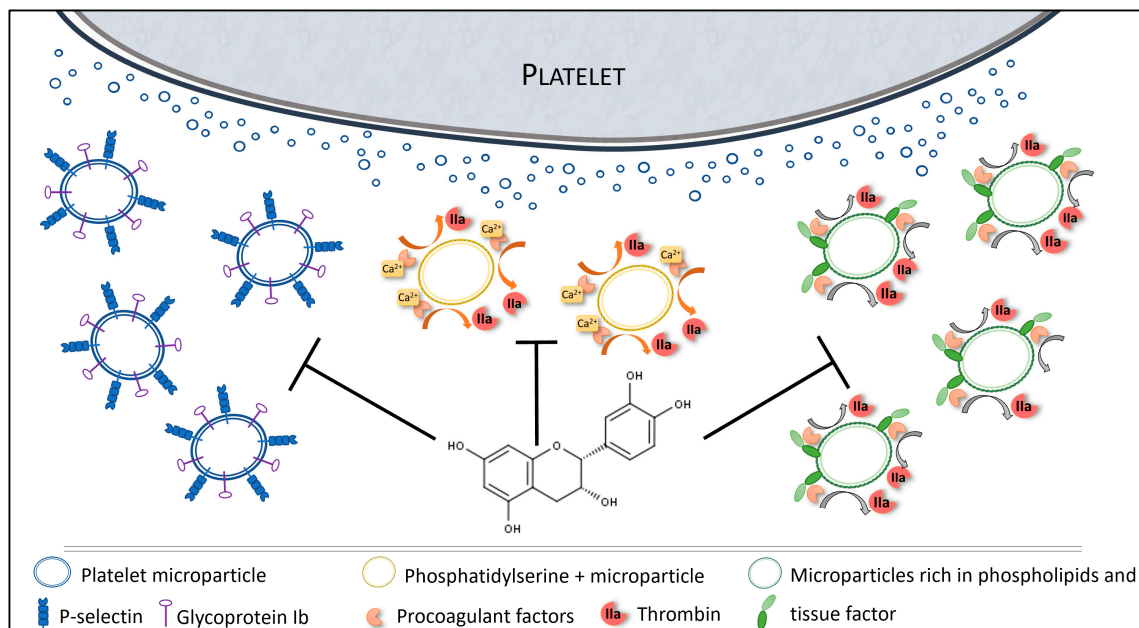 PLATELET
IIa
IIa
IIa
IIa
IIa
IIa
IIa
IIa
IIa
IIa
Ca²⁺
Ca²⁺
Ca²⁺
IIa
IIa
Ca²⁺
Ca²⁺
Ca²⁺
IIa
IIa
IIa
IIa
IIa
OH
OH
HO
O
OH
OH
IIa
IIa
IIa
Platelet microparticle
Phosphatidylserine + microparticle
Microparticles rich in phospholipids and
P-selectin
Glycoprotein Ib
Procoagulant factors
IIa Thrombin
tissue factor